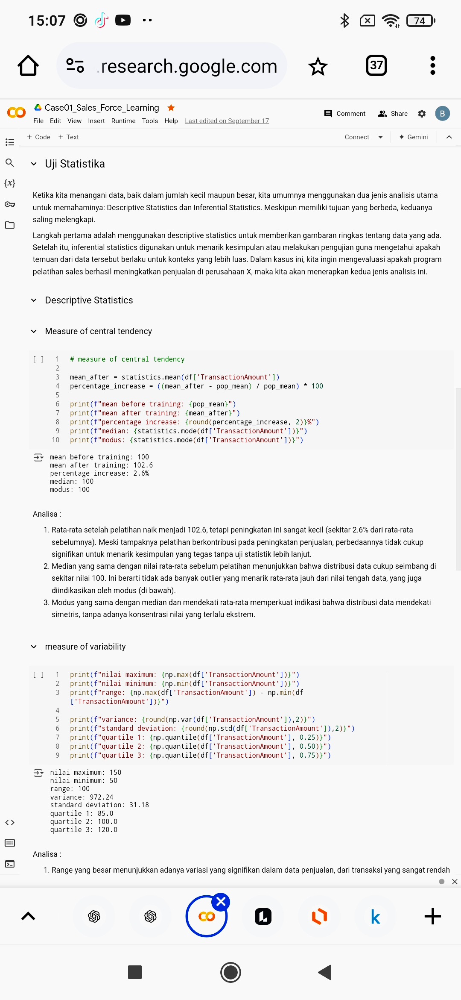 15:07
74
.research.google.com
37
Case01_Sales_Force_Learning
File Edit View Insert Runtime Tools Help Last edited on September 17
Comment Share B
+ Code + Text
Connect Gemini
{x}
Uji Statistika
Ketika kita menangani data, baik dalam jumlah kecil maupun besar, kita umumnya menggunakan dua jenis analisis utama
untuk memahaminya: Descriptive Statistics dan Inferential Statistics. Meskipun memiliki tujuan yang berbeda, keduanya
saling melengkapi.
Langkah pertama adalah menggunakan descriptive statistics untuk memberikan gambaran ringkas tentang data yang ada.
Setelah itu, inferential statistics digunakan untuk menarik kesimpulan atau melakukan pengujian guna mengetahui apakah
temuan dari data tersebut berlaku untuk konteks yang lebih luas. Dalam kasus ini, kita ingin mengevaluasi apakah program
pelatihan sales berhasil meningkatkan penjualan di perusahaan X, maka kita akan menerapkan kedua jenis analisis ini.
Descriptive Statistics
Measure of central tendency
[ ] 1 # measure of central tendency
2
3 mean_after = statistics.mean(df['TransactionAmount'])
4 percentage_increase = ((mean_after - pop_mean) / pop_mean) * 100
5
6 print(f"mean before training: {pop_mean}")
7 print(f"mean after training: {mean_after}")
8 print(f"percentage increase: {round(percentage_increase, 2)}%")
9 print(f"median: {statistics.mode(df['TransactionAmount'])}")
10 print(f"modus: {statistics.mode(df['TransactionAmount'])}")
mean before training: 100
mean after training: 102.6
percentage increase: 2.6%
median: 100
modus: 100
Analisa :
1. Rata-rata setelah pelatihan naik menjadi 102.6, tetapi peningkatan ini sangat kecil (sekitar 2.6% dari rata-rata
sebelumnya). Meski tampaknya pelatihan berkontribusi pada peningkatan penjualan, perbedaannya tidak cukup
signifikan untuk menarik kesimpulan yang tegas tanpa uji statistik lebih lanjut.
2. Median yang sama dengan nilai rata-rata sebelum pelatihan menunjukkan bahwa distribusi data cukup seimbang di
sekitar nilai 100. Ini berarti tidak ada banyak outlier yang menarik rata-rata jauh dari nilai tengah data, yang juga
diindikasikan oleh modus (di bawah).
3. Modus yang sama dengan median dan mendekati rata-rata memperkuat indikasi bahwa distribusi data mendekati
simetris, tanpa adanya konsentrasi nilai yang terlalu ekstrem.
measure of variability
[ ] 1 print(f"nilai maximum: {np.max(df['TransactionAmount'])}")
2 print(f"nilai minimum: {np.min(df['TransactionAmount'])}")
3 print(f"range: {np.max(df['TransactionAmount']) - np.min(df
['TransactionAmount'])}")
4
5 print(f"variance: {round(np.var(df['TransactionAmount']),2)}")
6 print(f"standard deviation: {round(np.std(df['TransactionAmount']),2)}")
7 print(f"quartile 1: {np.quantile(df['TransactionAmount'], 0.25)}")
8 print(f"quartile 2: {np.quantile(df['TransactionAmount'], 0.50)}")
9 print(f"quartile 3: {np.quantile(df['TransactionAmount'], 0.75)}")
nilai maximum: 150
nilai minimum: 50
range: 100
variance: 972.24
standard deviation: 31.18
quartile 1: 85.0
quartile 2: 100.0
quartile 3: 120.0
Analisa :
1. Range yang besar menunjukkan adanya variasi yang signifikan dalam data penjualan, dari transaksi yang sangat rendah
k